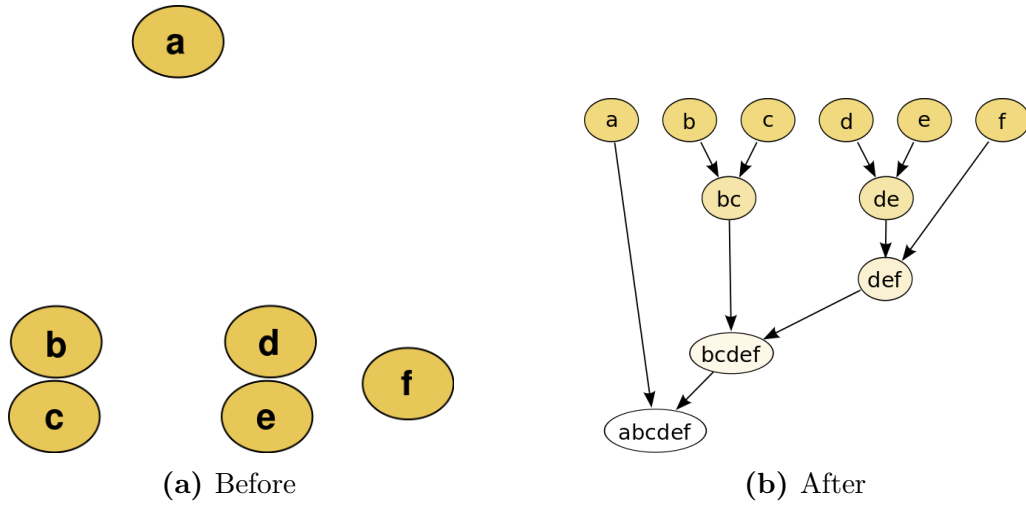 a
b
c
d
e
f
a b c d e f
bc de
def
bcdef
abcdef
(a) Before
(b) After